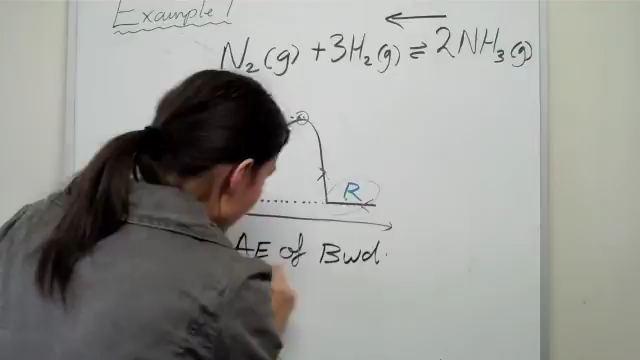 Example 1
N₂(g) + 3H₂(g) ⇌ 2NH₃(g)
R
AE of Bwd.